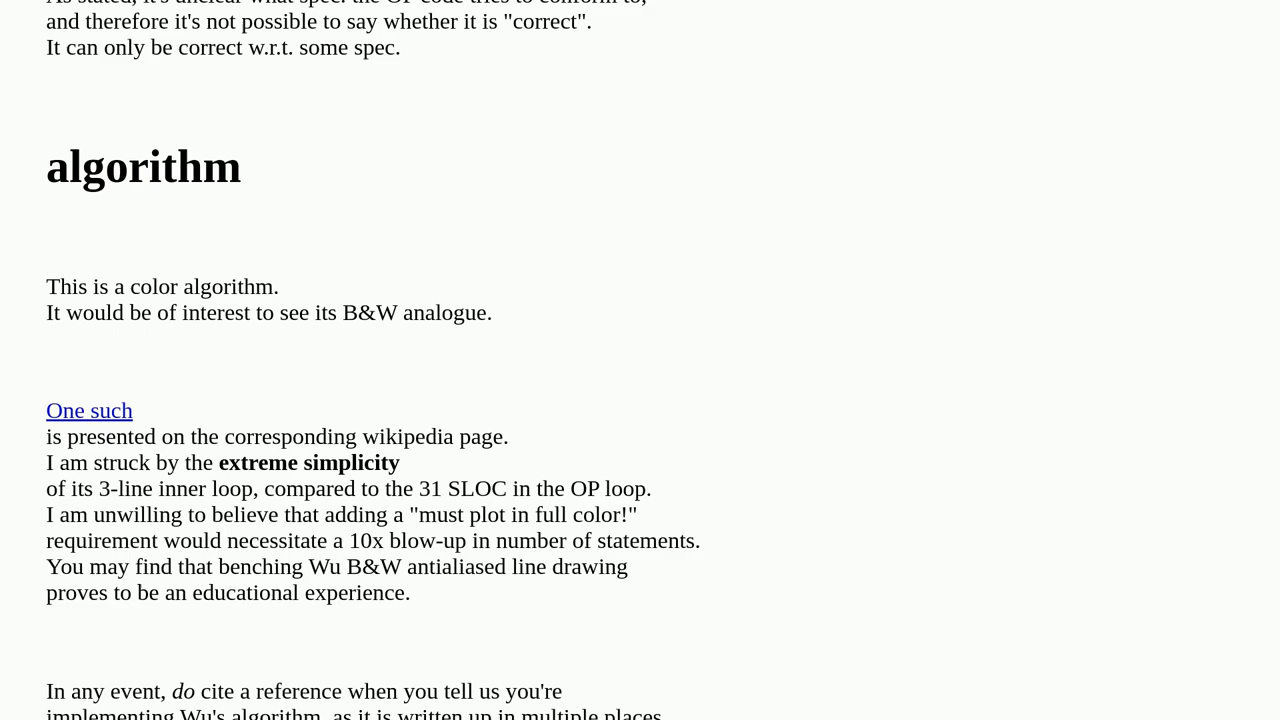 As stated, it's unclear what spec. the OP code tries to conform to,
and therefore it's not possible to say whether it is "correct".
It can only be correct w.r.t. some spec.
algorithm
This is a color algorithm.
It would be of interest to see its B&W analogue.
One such
is presented on the corresponding wikipedia page.
I am struck by the extreme simplicity
of its 3-line inner loop, compared to the 31 SLOC in the OP loop.
I am unwilling to believe that adding a "must plot in full color!"
requirement would necessitate a 10x blow-up in number of statements.
You may find that benching Wu B&W antialiased line drawing
proves to be an educational experience.
In any event, do cite a reference when you tell us you're
implementing Wu's algorithm, as it is written up in multiple places